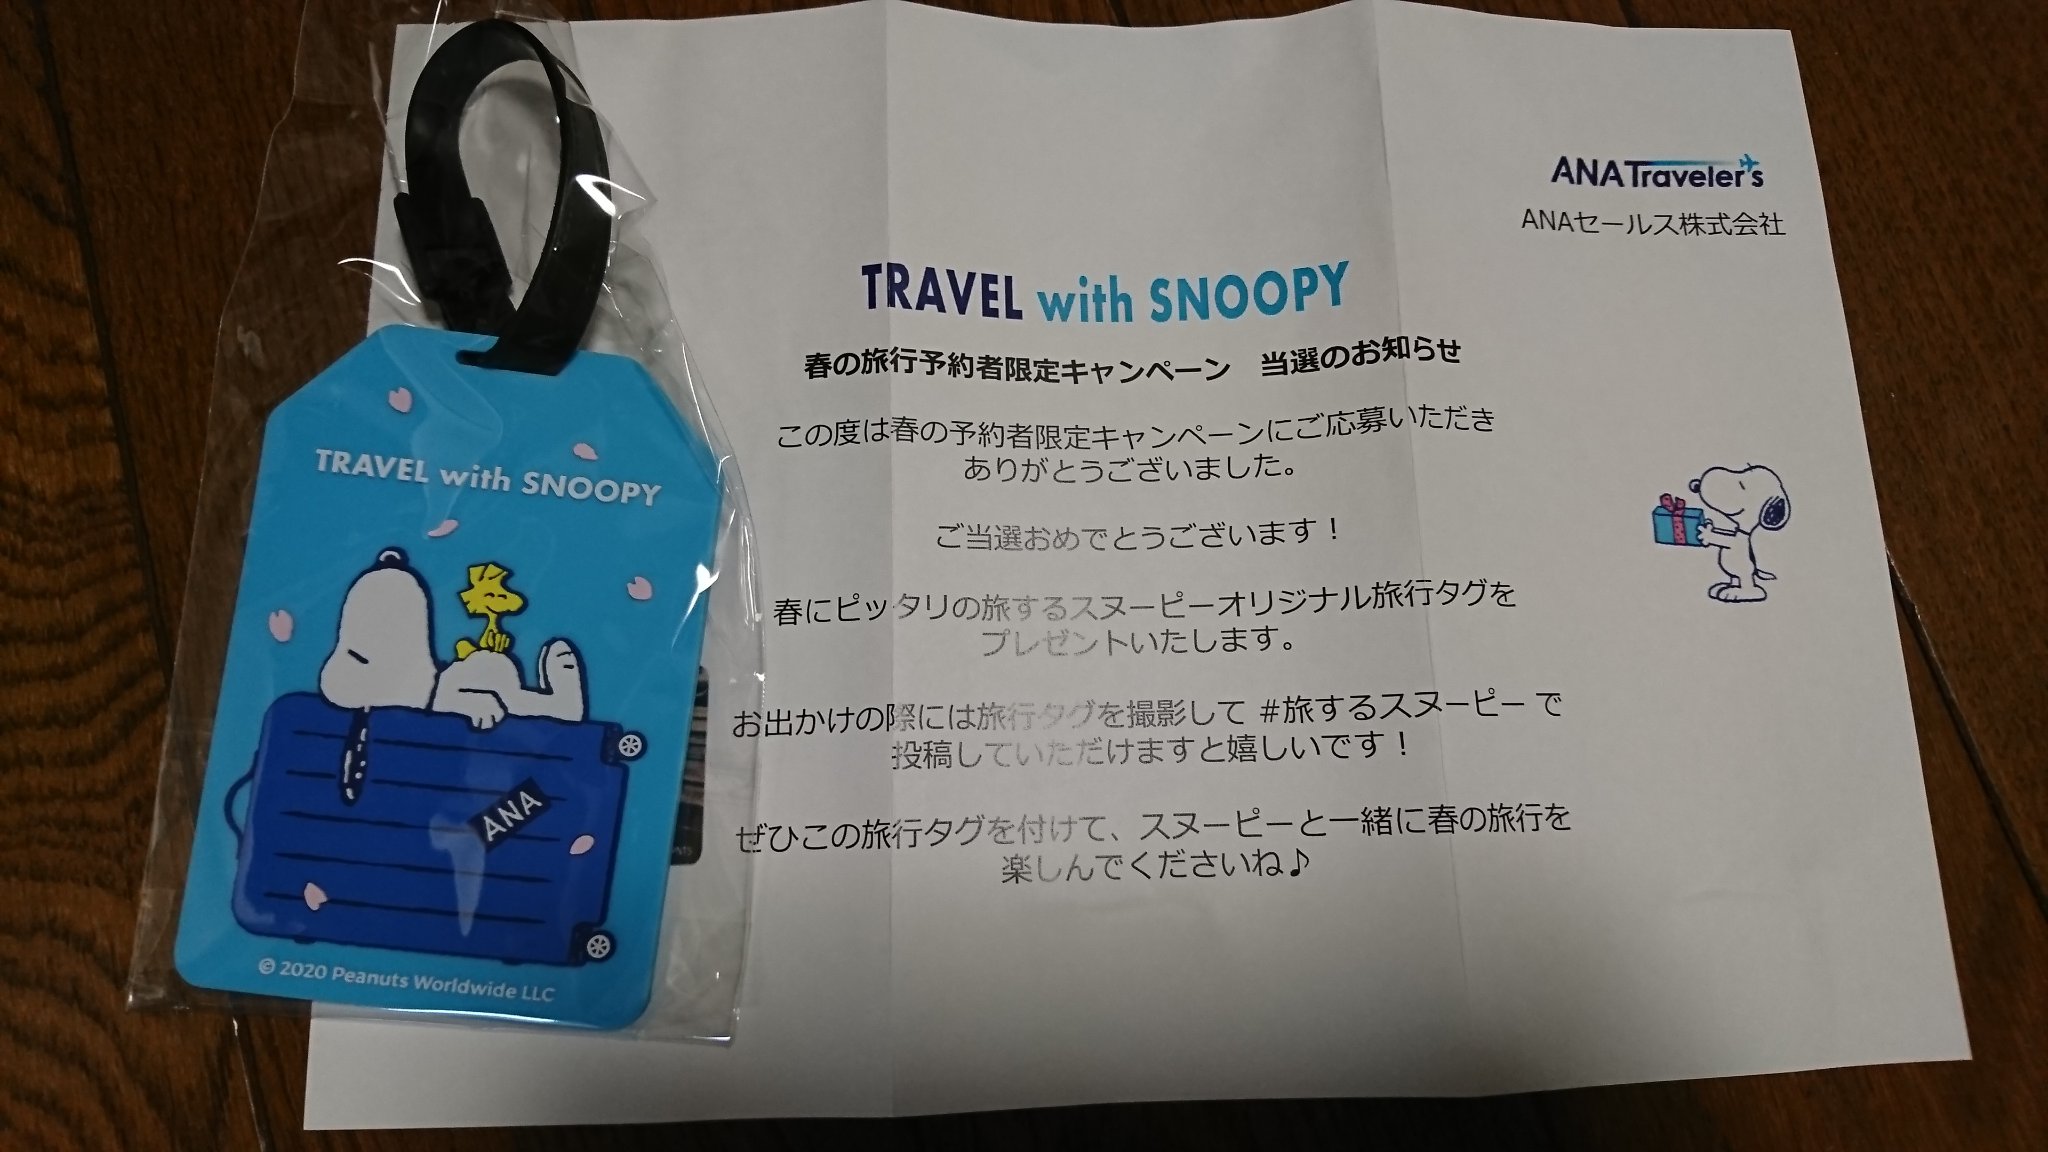 TRAVEL with SNOOPY
ANA
© 2020 Peanuts Worldwide LLC
ANATraveler's
ANAセールス株式会社
TRAVEL with SNOOPY
春の旅行予約者限定キャンペーン 当選のお知らせ
この度は春の予約者限定キャンペーンにご応募いただき
ありがとうございました。
ご当選おめでとうございます！
春にピッタリの旅するスヌーピーオリジナル旅行タグを
プレゼントいたします。
お出かけの際には旅行タグを撮影して #旅するスヌーピー で
投稿していただけますと嬉しいです！
ぜひこの旅行タグを付けて、スヌーピーと一緒に春の旅行を
楽しんでくださいね♪